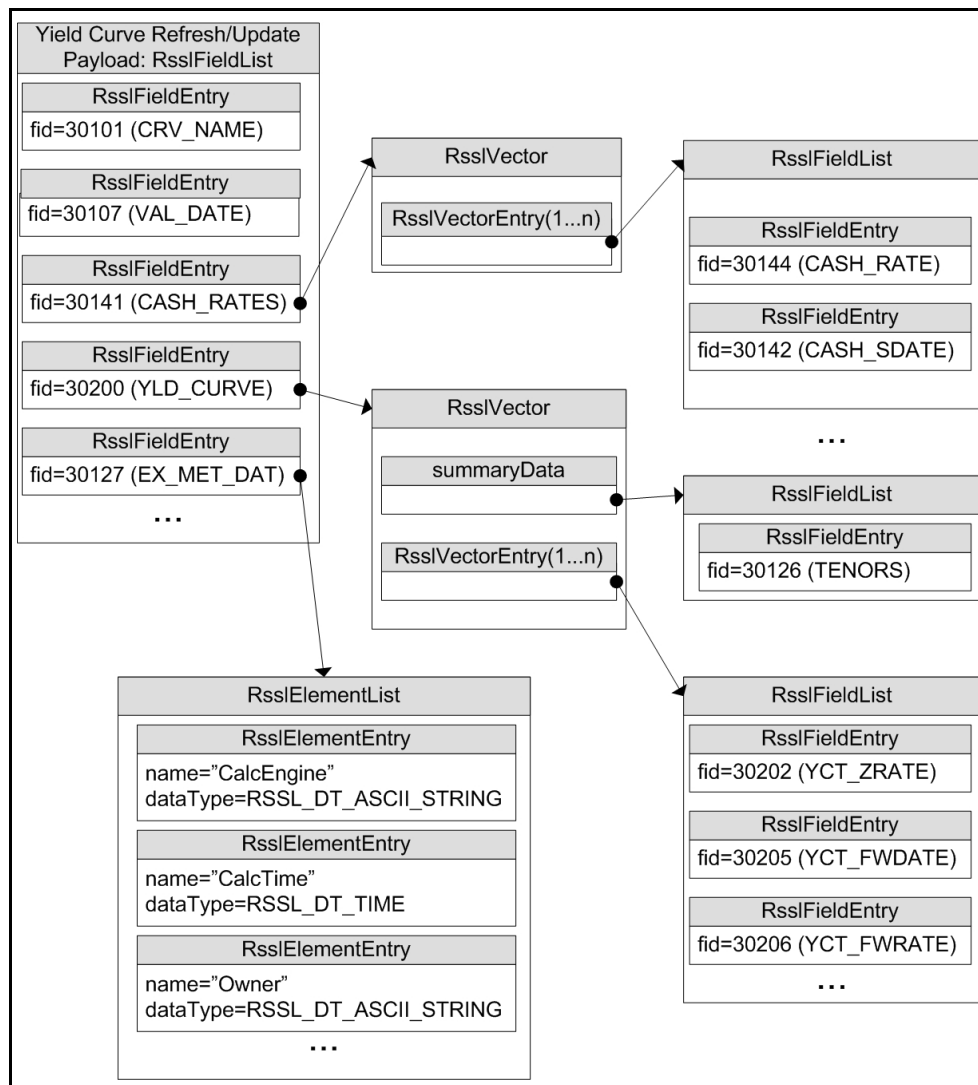 Yield Curve Refresh/Update
Payload: RsslFieldList
RsslFieldEntry
fid=30101 (CRV_NAME)
RsslFieldEntry
fid=30107 (VAL_DATE)
RsslFieldEntry
fid=30141 (CASH_RATES)
RsslFieldEntry
fid=30200 (YLD_CURVE)
RsslFieldEntry
fid=30127 (EX_MET_DAT)
...
RsslVector
RsslVectorEntry(1...n)
RsslFieldList
RsslFieldEntry
fid=30144 (CASH_RATE)
RsslFieldEntry
fid=30142 (CASH_SDATE)
...
RsslVector
summaryData
RsslVectorEntry(1...n)
RsslFieldList
RsslFieldEntry
fid=30126 (TENORS)
RsslFieldList
RsslFieldEntry
fid=30202 (YCT_ZRATE)
RsslFieldEntry
fid=30205 (YCT_FWDATE)
RsslFieldEntry
fid=30206 (YCT_FWRATE)
...
RsslElementList
RsslElementEntry
name=”CalcEngine”
dataType=RSSL_DT_ASCII_STRING
RsslElementEntry
name=”CalcTime”
dataType=RSSL_DT_TIME
RsslElementEntry
name=”Owner”
dataType=RSSL_DT_ASCII_STRING
...